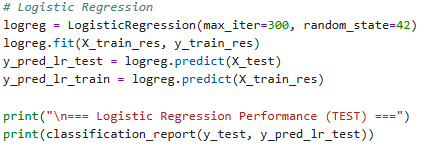 # Logistic Regression
logreg = LogisticRegression(max_iter=300, random_state=42)
logreg.fit(X_train_res, y_train_res)
y_pred_lr_test = logreg.predict(X_test)
y_pred_lr_train = logreg.predict(X_train_res)
print("\n=== Logistic Regression Performance (TEST) ===")
print(classification_report(y_test, y_pred_lr_test))